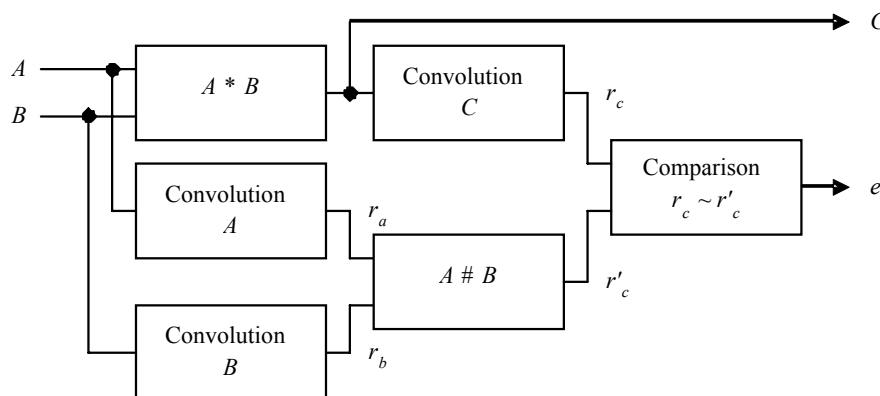 C
A
B
A * B
Convolution
C
r_c
Convolution
A
r_a
Comparison
r_c ~ r'_c
e
A # B
r'_c
Convolution
B
r_b